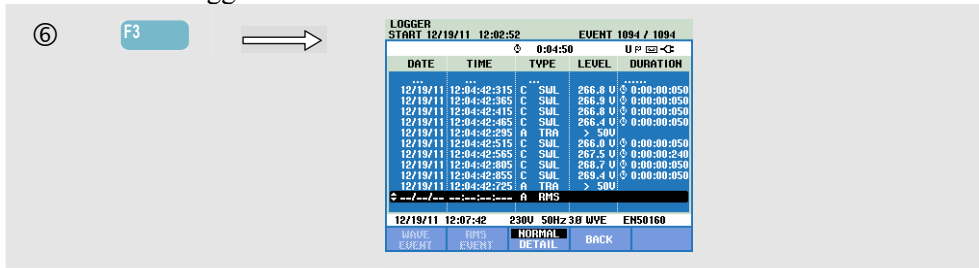 ogg
⑥ F3
LOGGER
START 12/19/11 12:02:52 EVENT 1094 / 1094
0:04:50 U
DATE TIME TYPE LEVEL DURATION
... ... ... ......
12/19/11 12:04:42:315 C SWL 266.8 V 0:00:00:050
12/19/11 12:04:42:365 C SWL 266.9 V 0:00:00:050
12/19/11 12:04:42:415 C SWL 266.8 V 0:00:00:050
12/19/11 12:04:42:465 C SWL 266.4 V 0:00:00:050
12/19/11 12:04:42:295 A TRA > 50V
12/19/11 12:04:42:515 C SWL 266.0 V 0:00:00:050
12/19/11 12:04:42:565 C SWL 267.5 V 0:00:00:240
12/19/11 12:04:42:805 C SWL 268.7 V 0:00:00:050
12/19/11 12:04:42:855 C SWL 269.4 V 0:00:00:050
12/19/11 12:04:42:725 A TRA > 50V
--/--/-- --:--:--:--- A RMS
12/19/11 12:07:42 230V 50Hz 3.0 WYE EN50160
WAVE EVENT RMS EVENT NORMAL DETAIL BACK